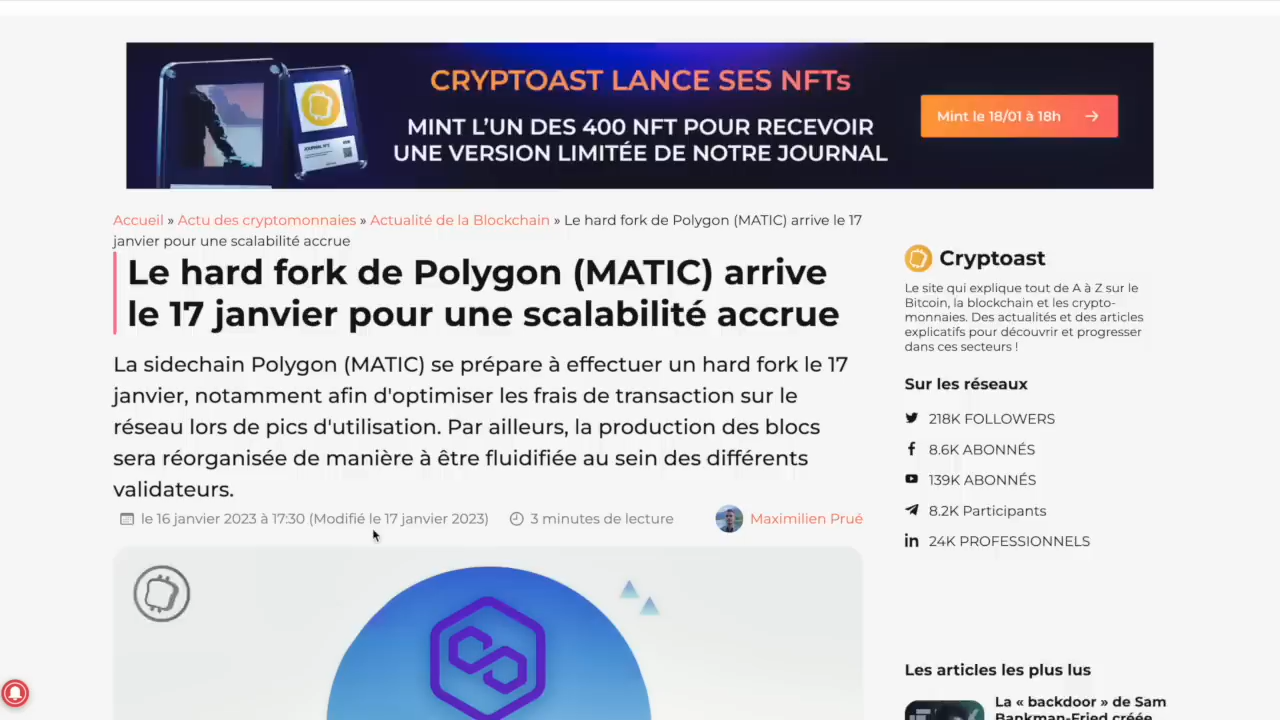 CRYPTOAST LANCE SES NFTs
MINT L’UN DES 400 NFT POUR RECEVOIR
UNE VERSION LIMITÉE DE NOTRE JOURNAL
Mint le 18/01 à 18h
Accueil » Actu des cryptomonnaies » Actualité de la Blockchain » Le hard fork de Polygon (MATIC) arrive le 17
janvier pour une scalabilité accrue
Le hard fork de Polygon (MATIC) arrive
le 17 janvier pour une scalabilité accrue
La sidechain Polygon (MATIC) se prépare à effectuer un hard fork le 17
janvier, notamment afin d'optimiser les frais de transaction sur le
réseau lors de pics d'utilisation. Par ailleurs, la production des blocs
sera réorganisée de manière à être fluidifiée au sein des différents
validateurs.
le 16 janvier 2023 à 17:30 (Modifié le 17 janvier 2023)
3 minutes de lecture
Maximilien Prué
Cryptoast
Le site qui explique tout de A à Z sur le
Bitcoin, la blockchain et les crypto-
monnaies. Des actualités et des articles
explicatifs pour découvrir et progresser
dans ces secteurs !
Sur les réseaux
218K FOLLOWERS
8.6K ABONNÉS
139K ABONNÉS
8.2K Participants
in 24K PROFESSIONNELS
Les articles les plus lus
La « backdoor » de Sam
Bankman-Fried créée